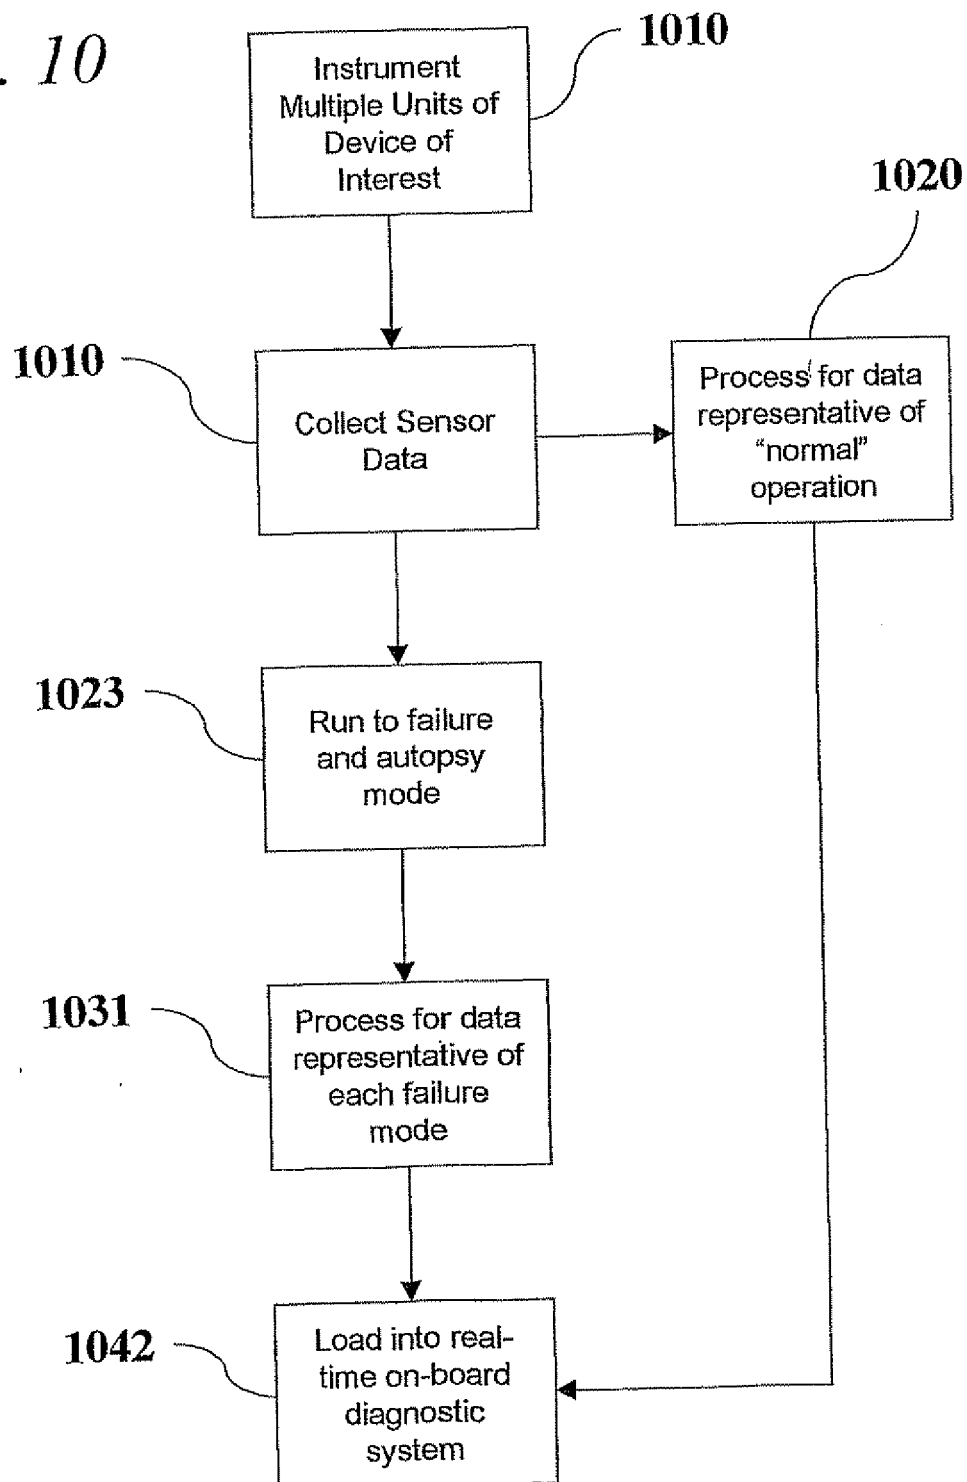 . 10
1010
Instrument
Multiple Units of
Device of
Interest
1020
1010
Collect Sensor
Data
Process for data
representative of
“normal”
operation
1023
Run to failure
and autopsy
mode
1031
Process for data
representative of
each failure
mode
1042
Load into real-
time on-board
diagnostic
system